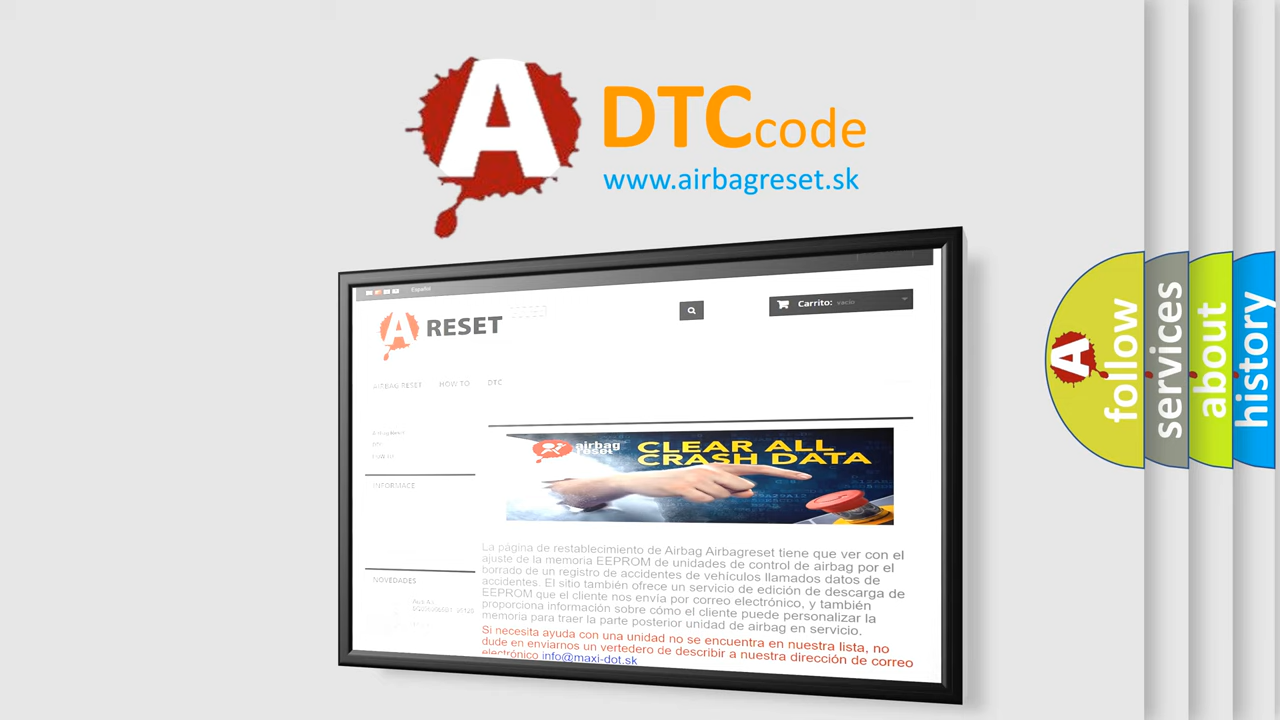 A
DTCcode
www.airbagreset.sk
Español
A RESET
Carrito: vacío
AIRBAG RESET HOW TO DTC
INFORMACE
airbag
reset
CLEAR ALL
CRASH DATA
La página de restablecimiento de Airbag Airbagreset tiene que ver con el
ajuste de la memoria EEPROM de unidades de control de airbag por el
borrado de un registro de accidentes de vehículos llamados datos de
accidentes. El sitio también ofrece un servicio de edición de descarga de
EEPROM que el cliente nos envía por correo electrónico, y también
proporciona información sobre cómo el cliente puede personalizar la
memoria para traer la parte posterior unidad de airbag en servicio.
Si necesita ayuda con una unidad no se encuentra en nuestra lista, no
dude en enviarnos un vertedero de describir a nuestra dirección de correo
electrónico info@maxi-dot.sk
NOVEDADES
A
follow
services
about
history